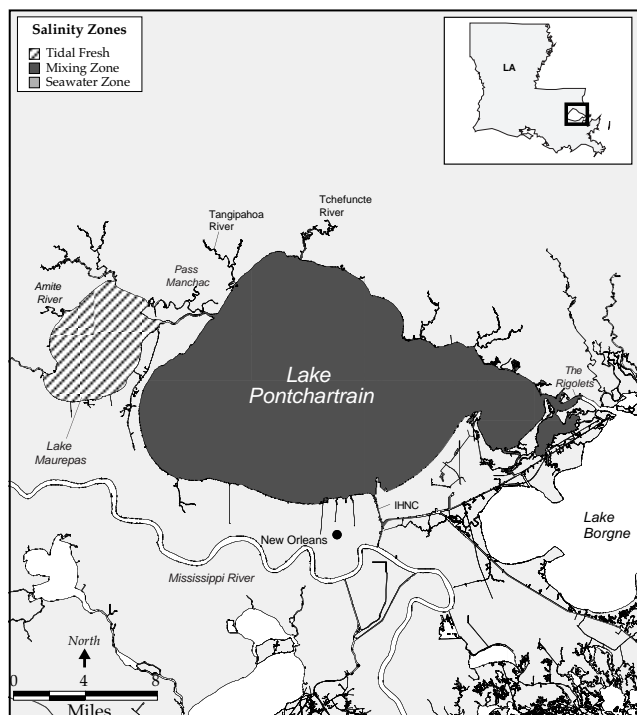 Salinity Zones
Tidal Fresh
Mixing Zone
Seawater Zone
LA
Tchefuncte
River
Tangipahoa
River
Pass
Manchac
Amite
River
The
Rigolets
Lake
Pontchartrain
Lake
Maurepas
IHNC
Lake
Borgne
New Orleans
Mississippi River
North
0 4 8
Miles